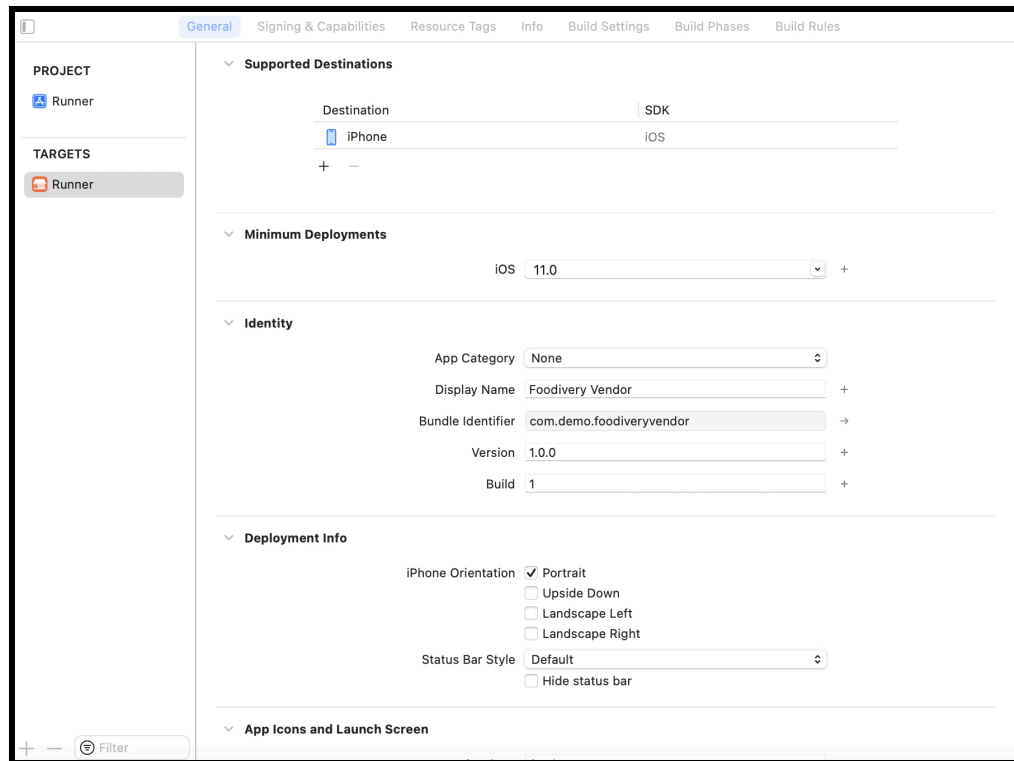 General Signing & Capabilities Resource Tags Info Build Settings Build Phases Build Rules
PROJECT
Runner
TARGETS
Runner
Filter
Supported Destinations
Destination SDK
iPhone iOS
Minimum Deployments
iOS 11.0
Identity
App Category None
Display Name Foodivery Vendor
Bundle Identifier com.demo.foodiveryvendor
Version 1.0.0
Build 1
Deployment Info
iPhone Orientation Portrait
Upside Down
Landscape Left
Landscape Right
Status Bar Style Default
Hide status bar
App Icons and Launch Screen